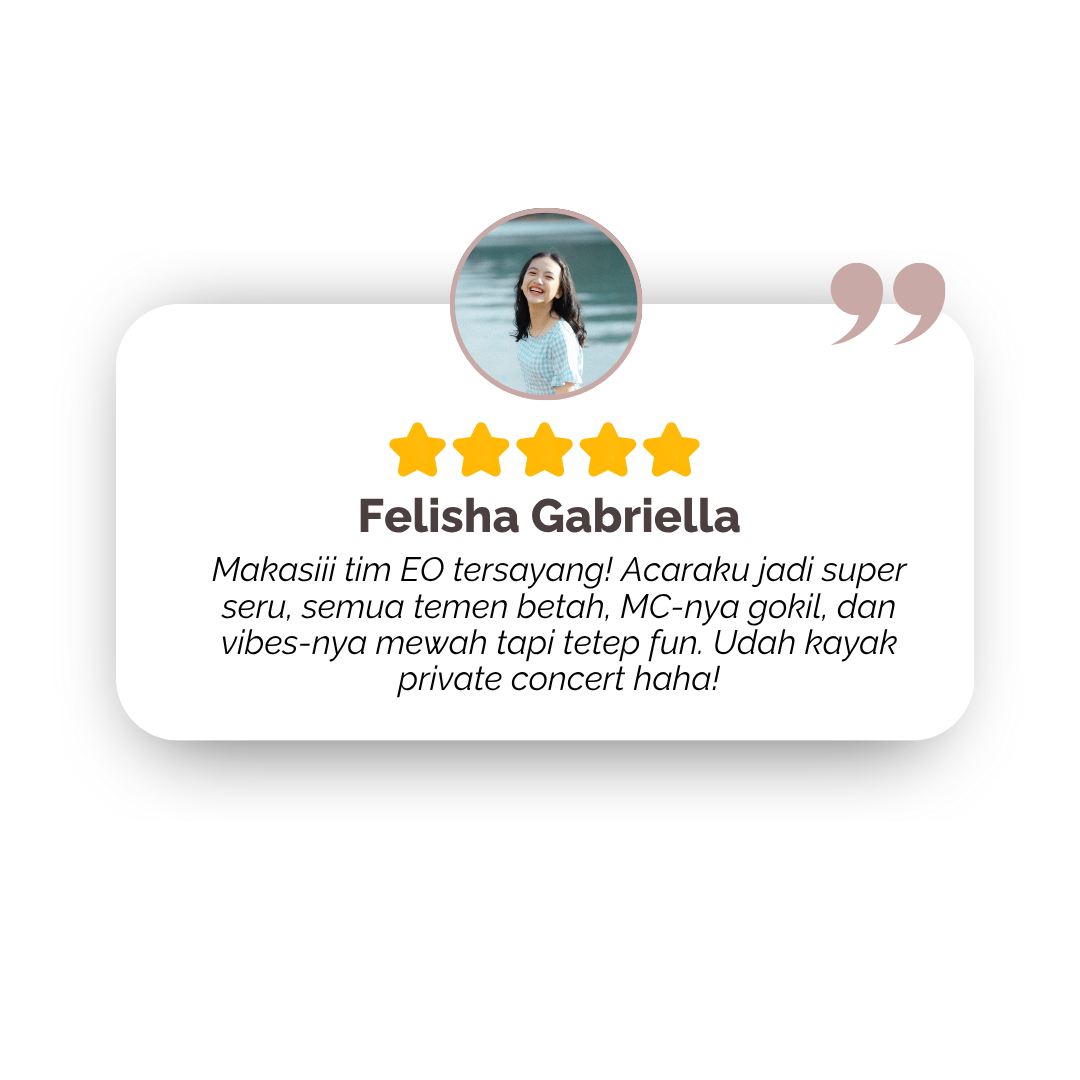 Felisha Gabriella
Makasiii tim EO tersayang! Acaraku jadi super
seru, semua temen betah, MC-nya gokil, dan
vibes-nya mewah tapi tetep fun. Udah kayak
private concert haha!